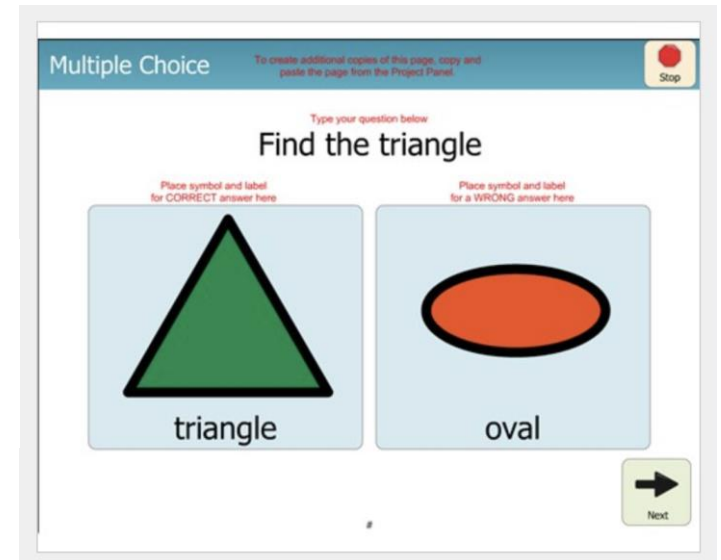 Multiple Choice
To create additional copies of this page, copy and
paste the page from the Project Panel.
Stop
Type your question below
Find the triangle
Place symbol and label
for CORRECT answer here
Place symbol and label
for a WRONG answer here
triangle
oval
Next
#